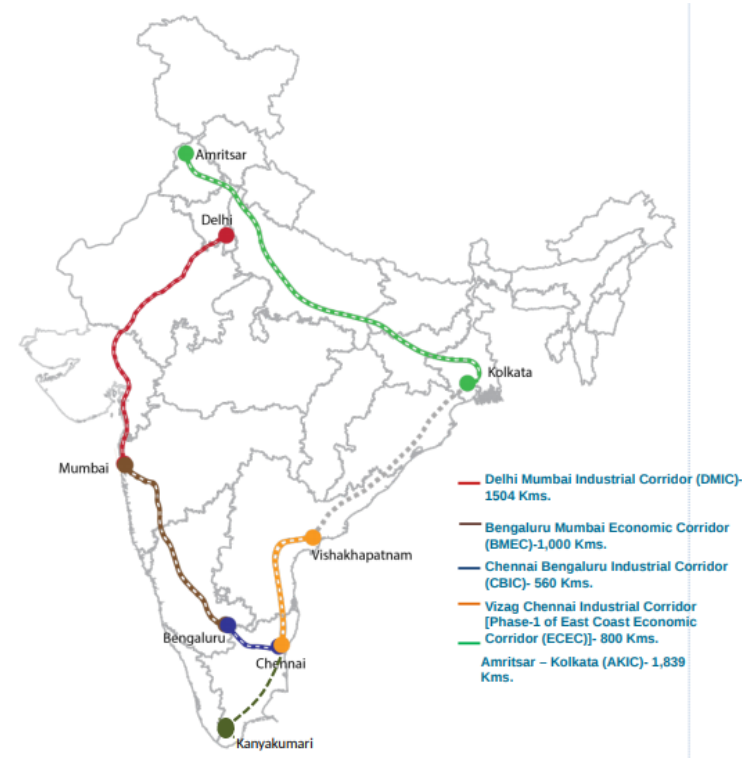 Amritsar
Delhi
Kolkata
Mumbai
Delhi Mumbai Industrial Corridor (DMIC)-
1504 Kms.
Bengaluru Mumbai Economic Corridor
(BMEC)-1,000 Kms.
Vishakhapatnam
Chennai Bengaluru Industrial Corridor
(CBIC)- 560 Kms.
Vizag Chennai Industrial Corridor
[Phase-1 of East Coast Economic
Corridor (ECEC)]- 800 Kms.
Bengaluru
Chennai
Amritsar – Kolkata (AKIC)- 1,839
Kms.
Kanyakumari